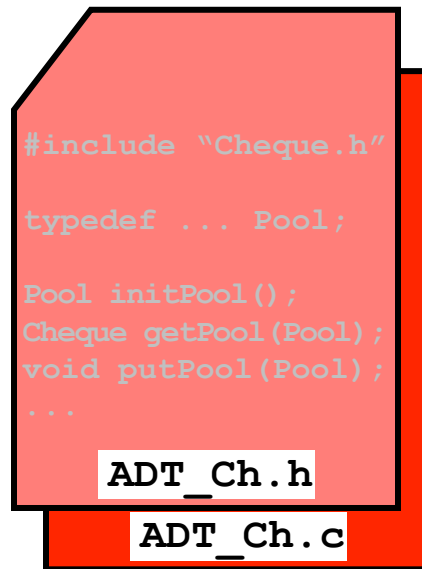 #include “Cheque.h”
typedef ... Pool;
Pool initPool();
Cheque getPool(Pool);
void putPool(Pool);
...
ADT_Ch.h
ADT_Ch.c